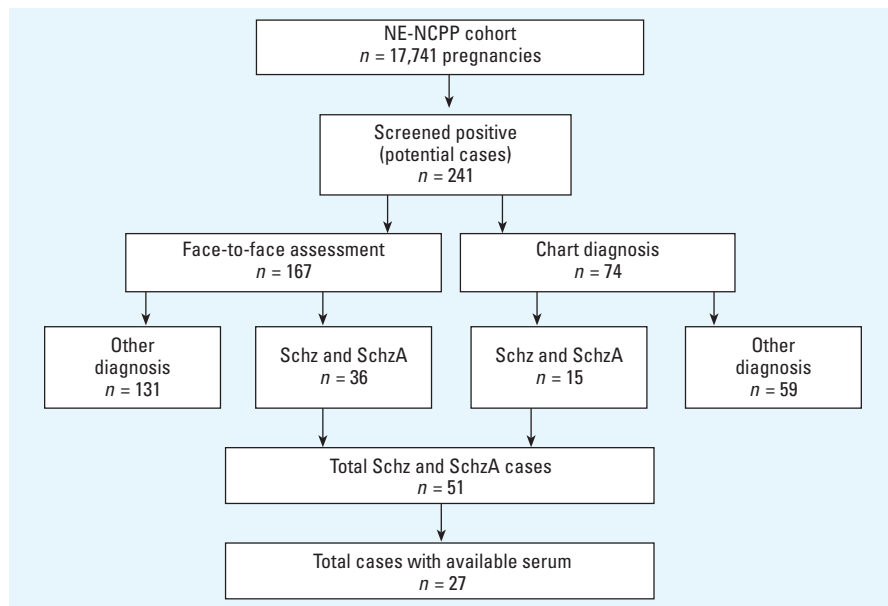 NE-NCPP cohort
n = 17,741 pregnancies
Screened positive
(potential cases)
n = 241
Face-to-face assessment
n = 167
Chart diagnosis
n = 74
Other
diagnosis
n = 131
Schz and SchzA
n = 36
Schz and SchzA
n = 15
Other
diagnosis
n = 59
Total Schz and SchzA cases
n = 51
Total cases with available serum
n = 27